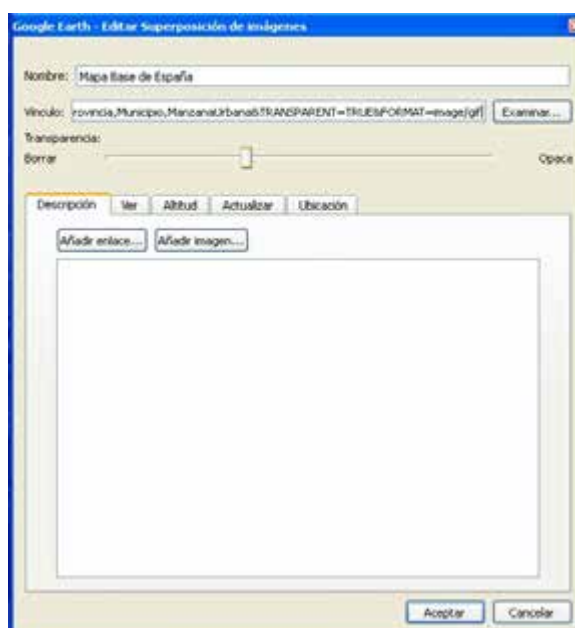 Google Earth - Editar Superposición de imágenes
Nombre: Mapa Base de España
Vínculo: rovincia,Municipio,ManzanaUrbana&TRANSPARENT=TRUE&FORMAT=image/gif Examinar...
Transparencia:
Borrar Opaca
Descripción Ver Altitud Actualizar Ubicación
Añadir enlace... Añadir imagen...
Aceptar Cancelar